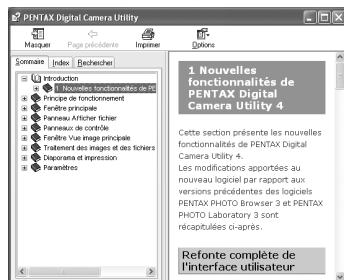 PENTAX Digital Camera Utility
Masquer
Page précédente
Imprimer
Options
Sommaire
Index
Rechercher
Introduction
1 Nouvelles fonctionnalités de PE
Principe de fonctionnement
Fenêtre principale
Panneau Afficher fichier
Panneaux de contrôle
Fenêtre Vue image principale
Traitement des images et des fichiers
Diaporama et impression
Paramètres
1 Nouvelles
fonctionnalités de
PENTAX Digital
Camera Utility 4
Cette section présente les nouvelles
fonctionnalités de PENTAX Digital
Camera Utility 4.
Les modifications apportées au
nouveau logiciel par rapport aux
versions précédentes des logiciels
PENTAX PHOTO Browser 3 et PENTAX
PHOTO Laboratory 3 sont
récapitulées ci-après.
Refonte complète de
l'interface utilisateur